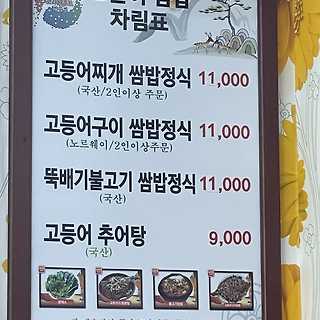 차림표
고등어찌개 쌈밥정식 11,000
(국산/2인이상 주문)
고등어구이 쌈밥정식 11,000
(노르웨이/2인이상주문)
뚝배기불고기 쌈밥정식 11,000
(국산)
고등어 추어탕 9,000
(국산)